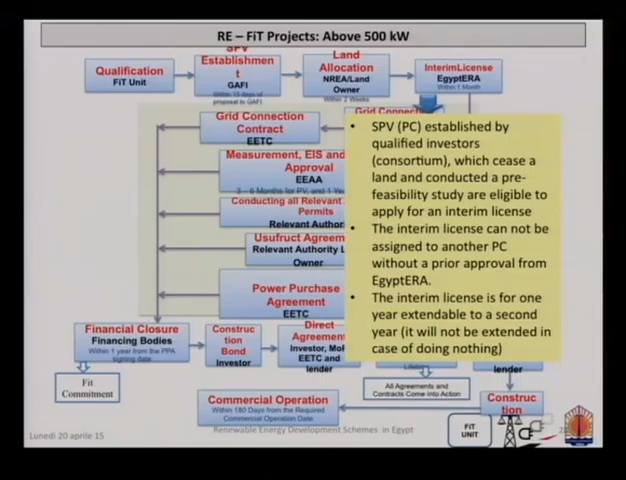 RE – FiT Projects: Above 500 kW
Qualification
FiT Unit
SPV
Establishmen
t
GAFI
Within 15 days of
proposal to GAFI
Land
Allocation
NREA/Land
Owner
Within 2 Weeks
InterimLicense
EgyptERA
Within 1 Month
Grid Connection
Contract
EETC
Grid Connec
Measurement, EIS and
Approval
EEAA
3 – 6 Months for PV, and 1 Ye
Conducting all Relevant
Permits
Relevant Author
Usufruct Agreem
Relevant Authority L
Owner
Power Purchase
Agreement
EETC
• SPV (PC) established by
qualified investors
(consortium), which cease a
land and conducted a pre-
feasibility study are eligible to
apply for an interim license
• The interim license can not be
assigned to another PC
without a prior approval from
EgyptERA.
• The interim license is for one
year extendable to a second
year (it will not be extended in
case of doing nothing)
Financial Closure
Financing Bodies
Within 1 year from the PPA
signing date
Construc
tion
Bond
Investor
Direct
Agreemen
Investor, MoF
EETC and
lender
lender
Fit
Commitment
All Agreements and
Contracts Come into Action
Commercial Operation
Within 180 Days from the Required
Commercial Operation Date
Construc
tion
FiT
UNIT
Lunedì 20 aprile 15
Renewable Energy Development Schemes in Egypt